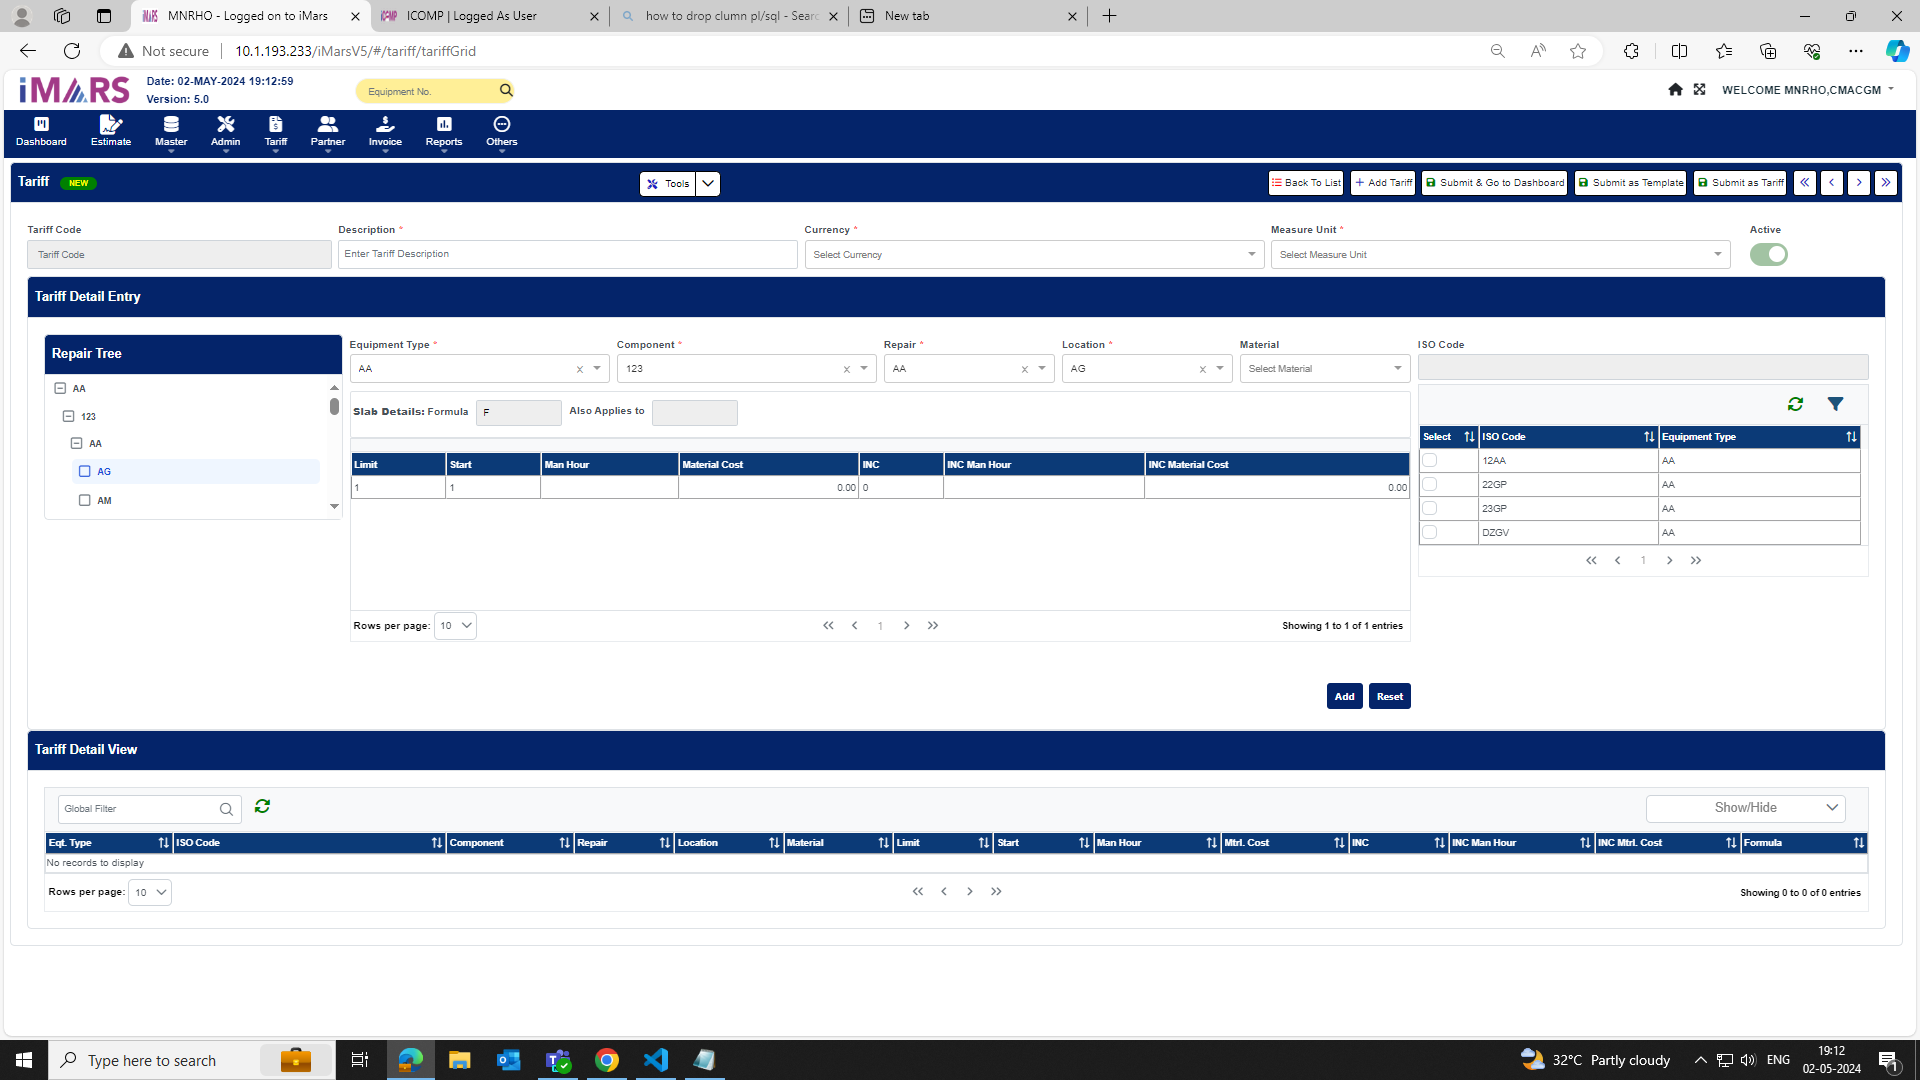 MNRHO - Logged on to iMars
ICOMP | Logged As User
how to drop clumn pl/sql - Searc
New tab
Not secure
10.1.193.233/iMarsV5/#/tariff/tariffGrid
iMARS
Date: 02-MAY-2024 19:12:59
Version: 5.0
Equipment No.
WELCOME MNRHO,CMACGM
Dashboard Estimate Master Admin Tariff Partner Invoice Reports Others
Tariff NEW
Tools
Back To List
Add Tariff
Submit & Go to Dashboard
Submit as Template
Submit as Tariff
Tariff Code Description * Currency * Measure Unit * Active
Tariff Code Enter Tariff Description Select Currency Select Measure Unit
Tariff Detail Entry
Repair Tree
AA
123
AA
AG
AM
Equipment Type * Component * Repair * Location * Material ISO Code
AA x 123 x AA x AG x Select Material
Slab Details: Formula F Also Applies to
Limit Start Man Hour Material Cost INC INC Man Hour INC Material Cost
1 1 0.00 0 0.00
Rows per page: 10 1 Showing 1 to 1 of 1 entries
Select ISO Code Equipment Type
12AA AA
22GP AA
23GP AA
DZGV AA
1
Add Reset
Tariff Detail View
Global Filter
Show/Hide
Eqt. Type ISO Code Component Repair Location Material Limit Start Man Hour Mtrl. Cost INC INC Man Hour INC Mtrl. Cost Formula
No records to display
Rows per page: 10 Showing 0 to 0 of 0 entries
Type here to search
32°C Partly cloudy
ENG
19:12
02-05-2024
1